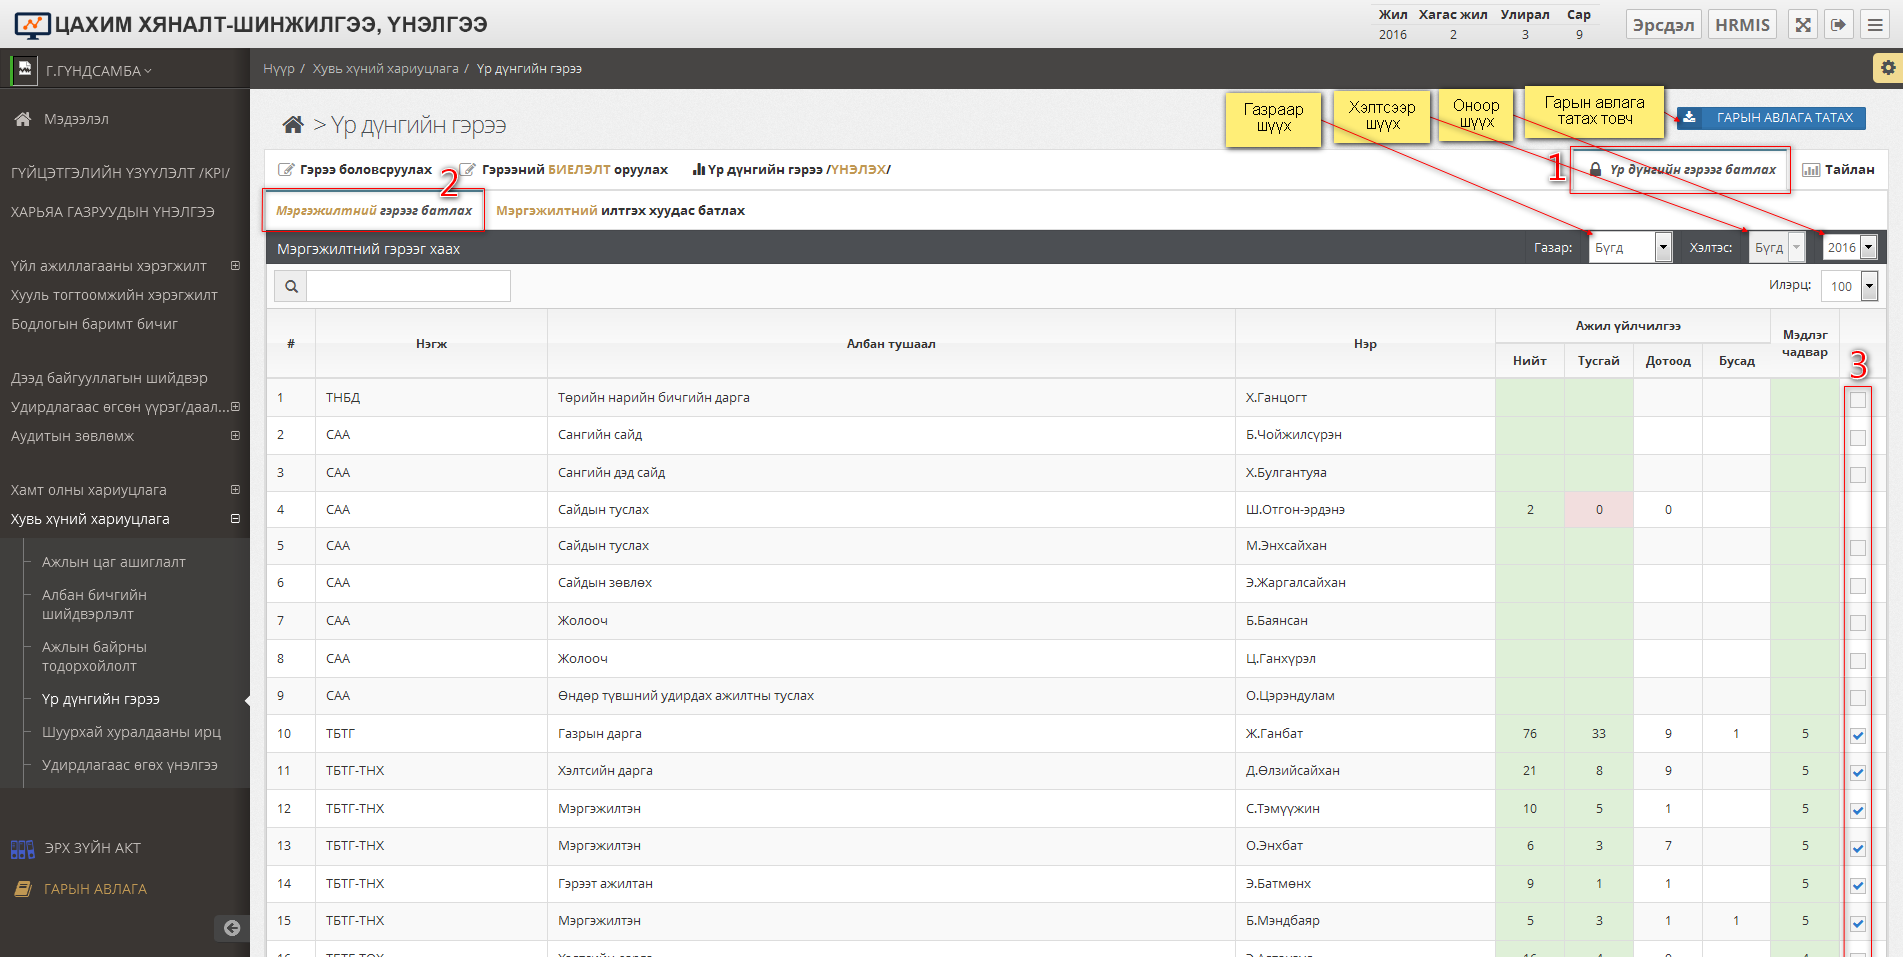 ЦАХИМ ХЯНАЛТ-ШИНЖИЛГЭЭ, ҮНЭЛГЭЭ
Жил Хагас жил Улирал Сар
2016 2 3 9
Эрсдэл HRMIS
Г.ГҮНДСАМБА
Нүүр / Хувь хүний хариуцлага / Үр дүнгийн гэрээ
Мэдээлэл
ГҮЙЦЭТГЭЛИЙН ҮЗҮҮЛЭЛТ /KPI/
ХАРЬЯА ГАЗРУУДЫН ҮНЭЛГЭЭ
Үйл ажиллагааны хэрэгжилт
Хууль тогтоомжийн хэрэгжилт
Бодлогын баримт бичиг
Дээд байгууллагын шийдвэр
Удирдлагаас өгсөн үүрэг/даал...
Аудитын зөвлөмж
Хамт олны хариуцлага
Хувь хүний хариуцлага
Ажлын цаг ашиглалт
Албан бичгийн
шийдвэрлэлт
Ажлын байрны
тодорхойлолт
Үр дүнгийн гэрээ
Шуурхай хуралдааны ирц
Удирдлагаас өгөх үнэлгээ
ЭРХ ЗҮЙН АКТ
ГАРЫН АВЛАГА
> Үр дүнгийн гэрээ
Газраар
шүүх
Хэлтсээр
шүүх
Оноор
шүүх
Гарын авлага
татах товч
ГАРЫН АВЛАГА ТАТАХ
Гэрээ боловсруулах Гэрээний БИЕЛЭЛТ оруулах Үр дүнгийн гэрээ /ҮНЭЛЭХ/ 1 Үр дүнгийн гэрээг батлах Тайлан
2
Мэргэжилтний гэрээг батлах Мэргэжилтний илтгэх хуудас батлах
Мэргэжилтний гэрээг хаах Газар: Бүгд Хэлтэс: Бүгд 2016
Илэрц: 100
# Нэгж Албан тушаал Нэр Ажил үйлчилгээ Мэдлэг
чадвар
Нийт Тусгай Дотоод Бусад 3
1 ТНБД Төрийн нарийн бичгийн дарга Х.Ганцогт
2 САА Сангийн сайд Б.Чойжилсүрэн
3 САА Сангийн дэд сайд Х.Булгантуяа
4 САА Сайдын туслах Ш.Отгон-эрдэнэ 2 0 0
5 САА Сайдын туслах М.Энхсайхан
6 САА Сайдын зөвлөх Э.Жаргалсайхан
7 САА Жолооч Б.Баянсан
8 САА Жолооч Ц.Ганхүрэл
9 САА Өндөр түвшний удирдах ажилтны туслах О.Цэрэндулам
10 ТБТГ Газрын дарга Ж.Ганбат 76 33 9 1 5
11 ТБТГ-ТНХ Хэлтсийн дарга Д.Өлзийсайхан 21 8 9 5
12 ТБТГ-ТНХ Мэргэжилтэн С.Тэмүүжин 10 5 1 5
13 ТБТГ-ТНХ Мэргэжилтэн О.Энхбат 6 3 7 5
14 ТБТГ-ТНХ Гэрээт ажилтан Э.Батмөнх 9 1 1 5
15 ТБТГ-ТНХ Мэргэжилтэн Б.Мэндбаяр 5 3 1 1 5